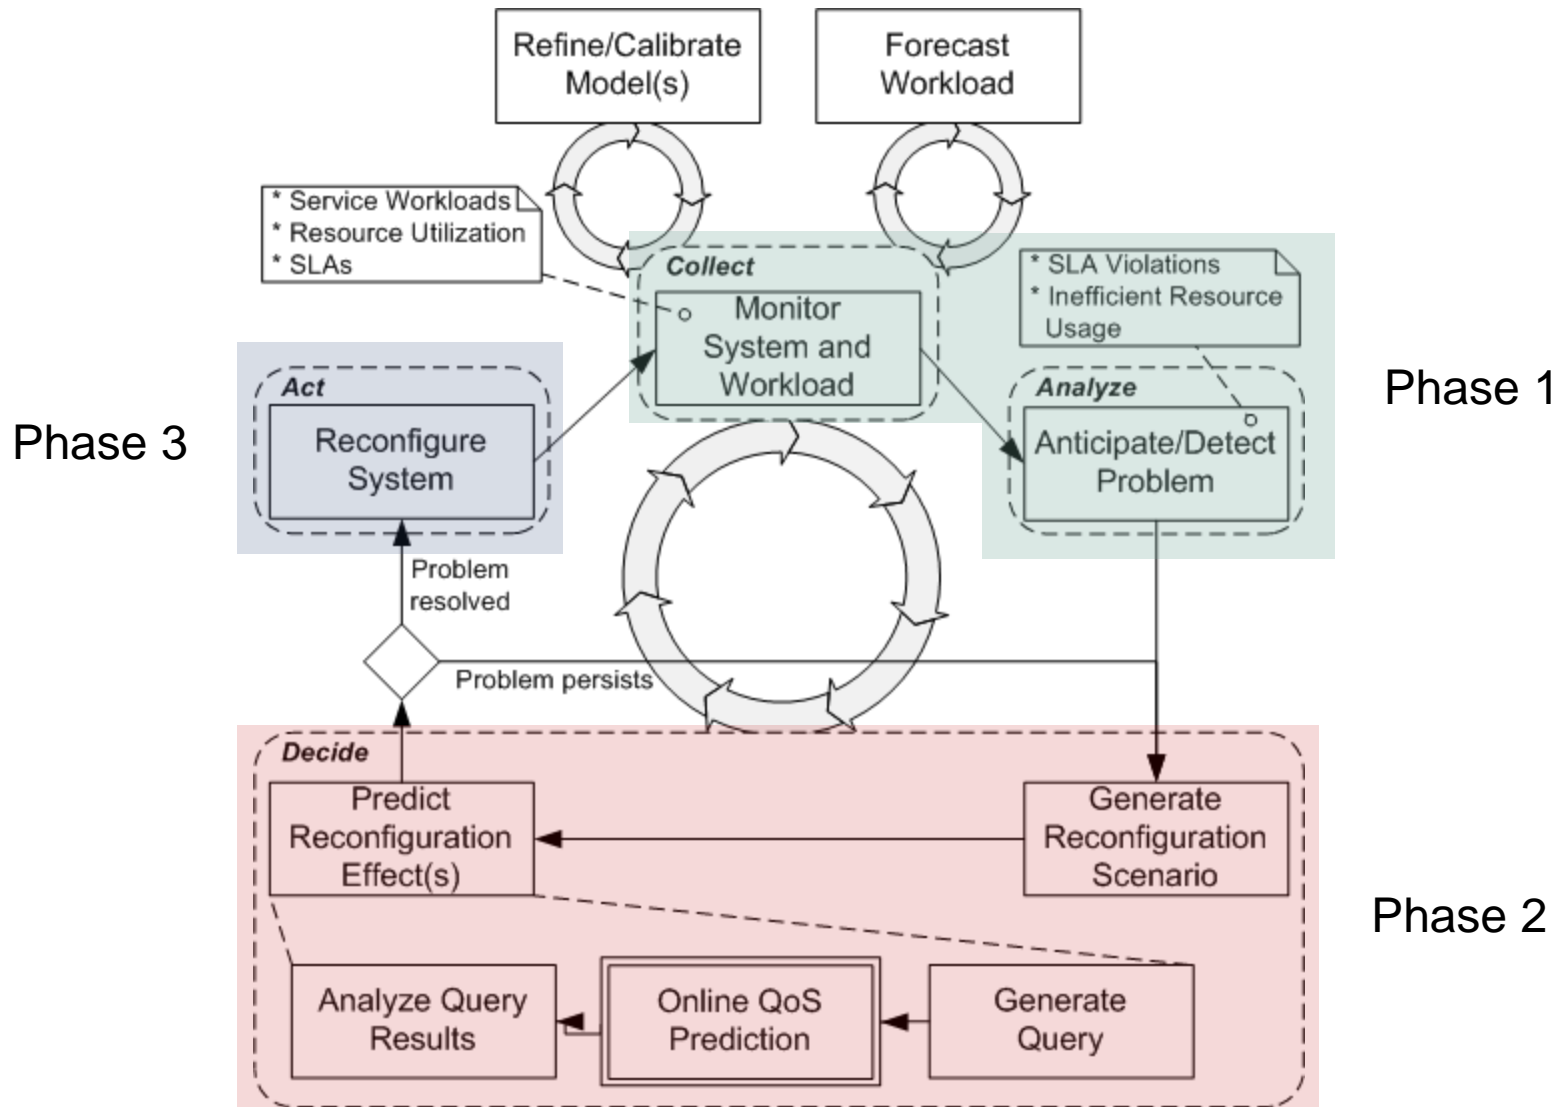 Refine/Calibrate
Model(s)
Forecast
Workload
* Service Workloads
* Resource Utilization
* SLAs
Collect
Monitor
System and
Workload
* SLA Violations
* Inefficient Resource
Usage
Analyze
Anticipate/Detect
Problem
Phase 1
Act
Reconfigure
System
Phase 3
Problem
resolved
Problem persists
Decide
Predict
Reconfiguration
Effect(s)
Generate
Reconfiguration
Scenario
Phase 2
Analyze Query
Results
Online QoS
Prediction
Generate
Query